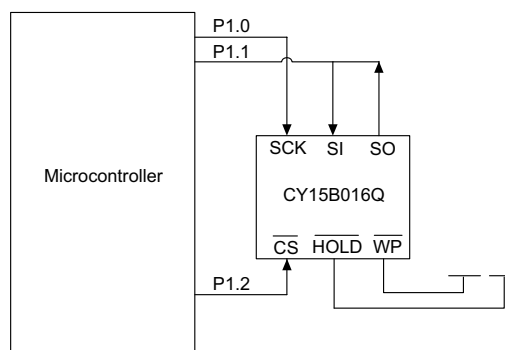 P1.0
P1.1
SCK SI SO
Microcontroller
CY15B016Q
CS HOLD WP
P1.2